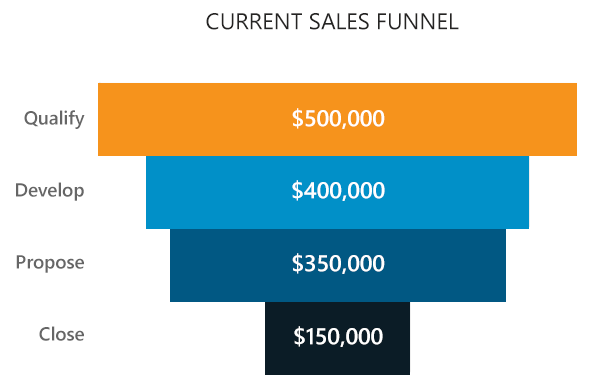 CURRENT SALES FUNNEL
Qualify $500,000
Develop $400,000
Propose $350,000
Close $150,000